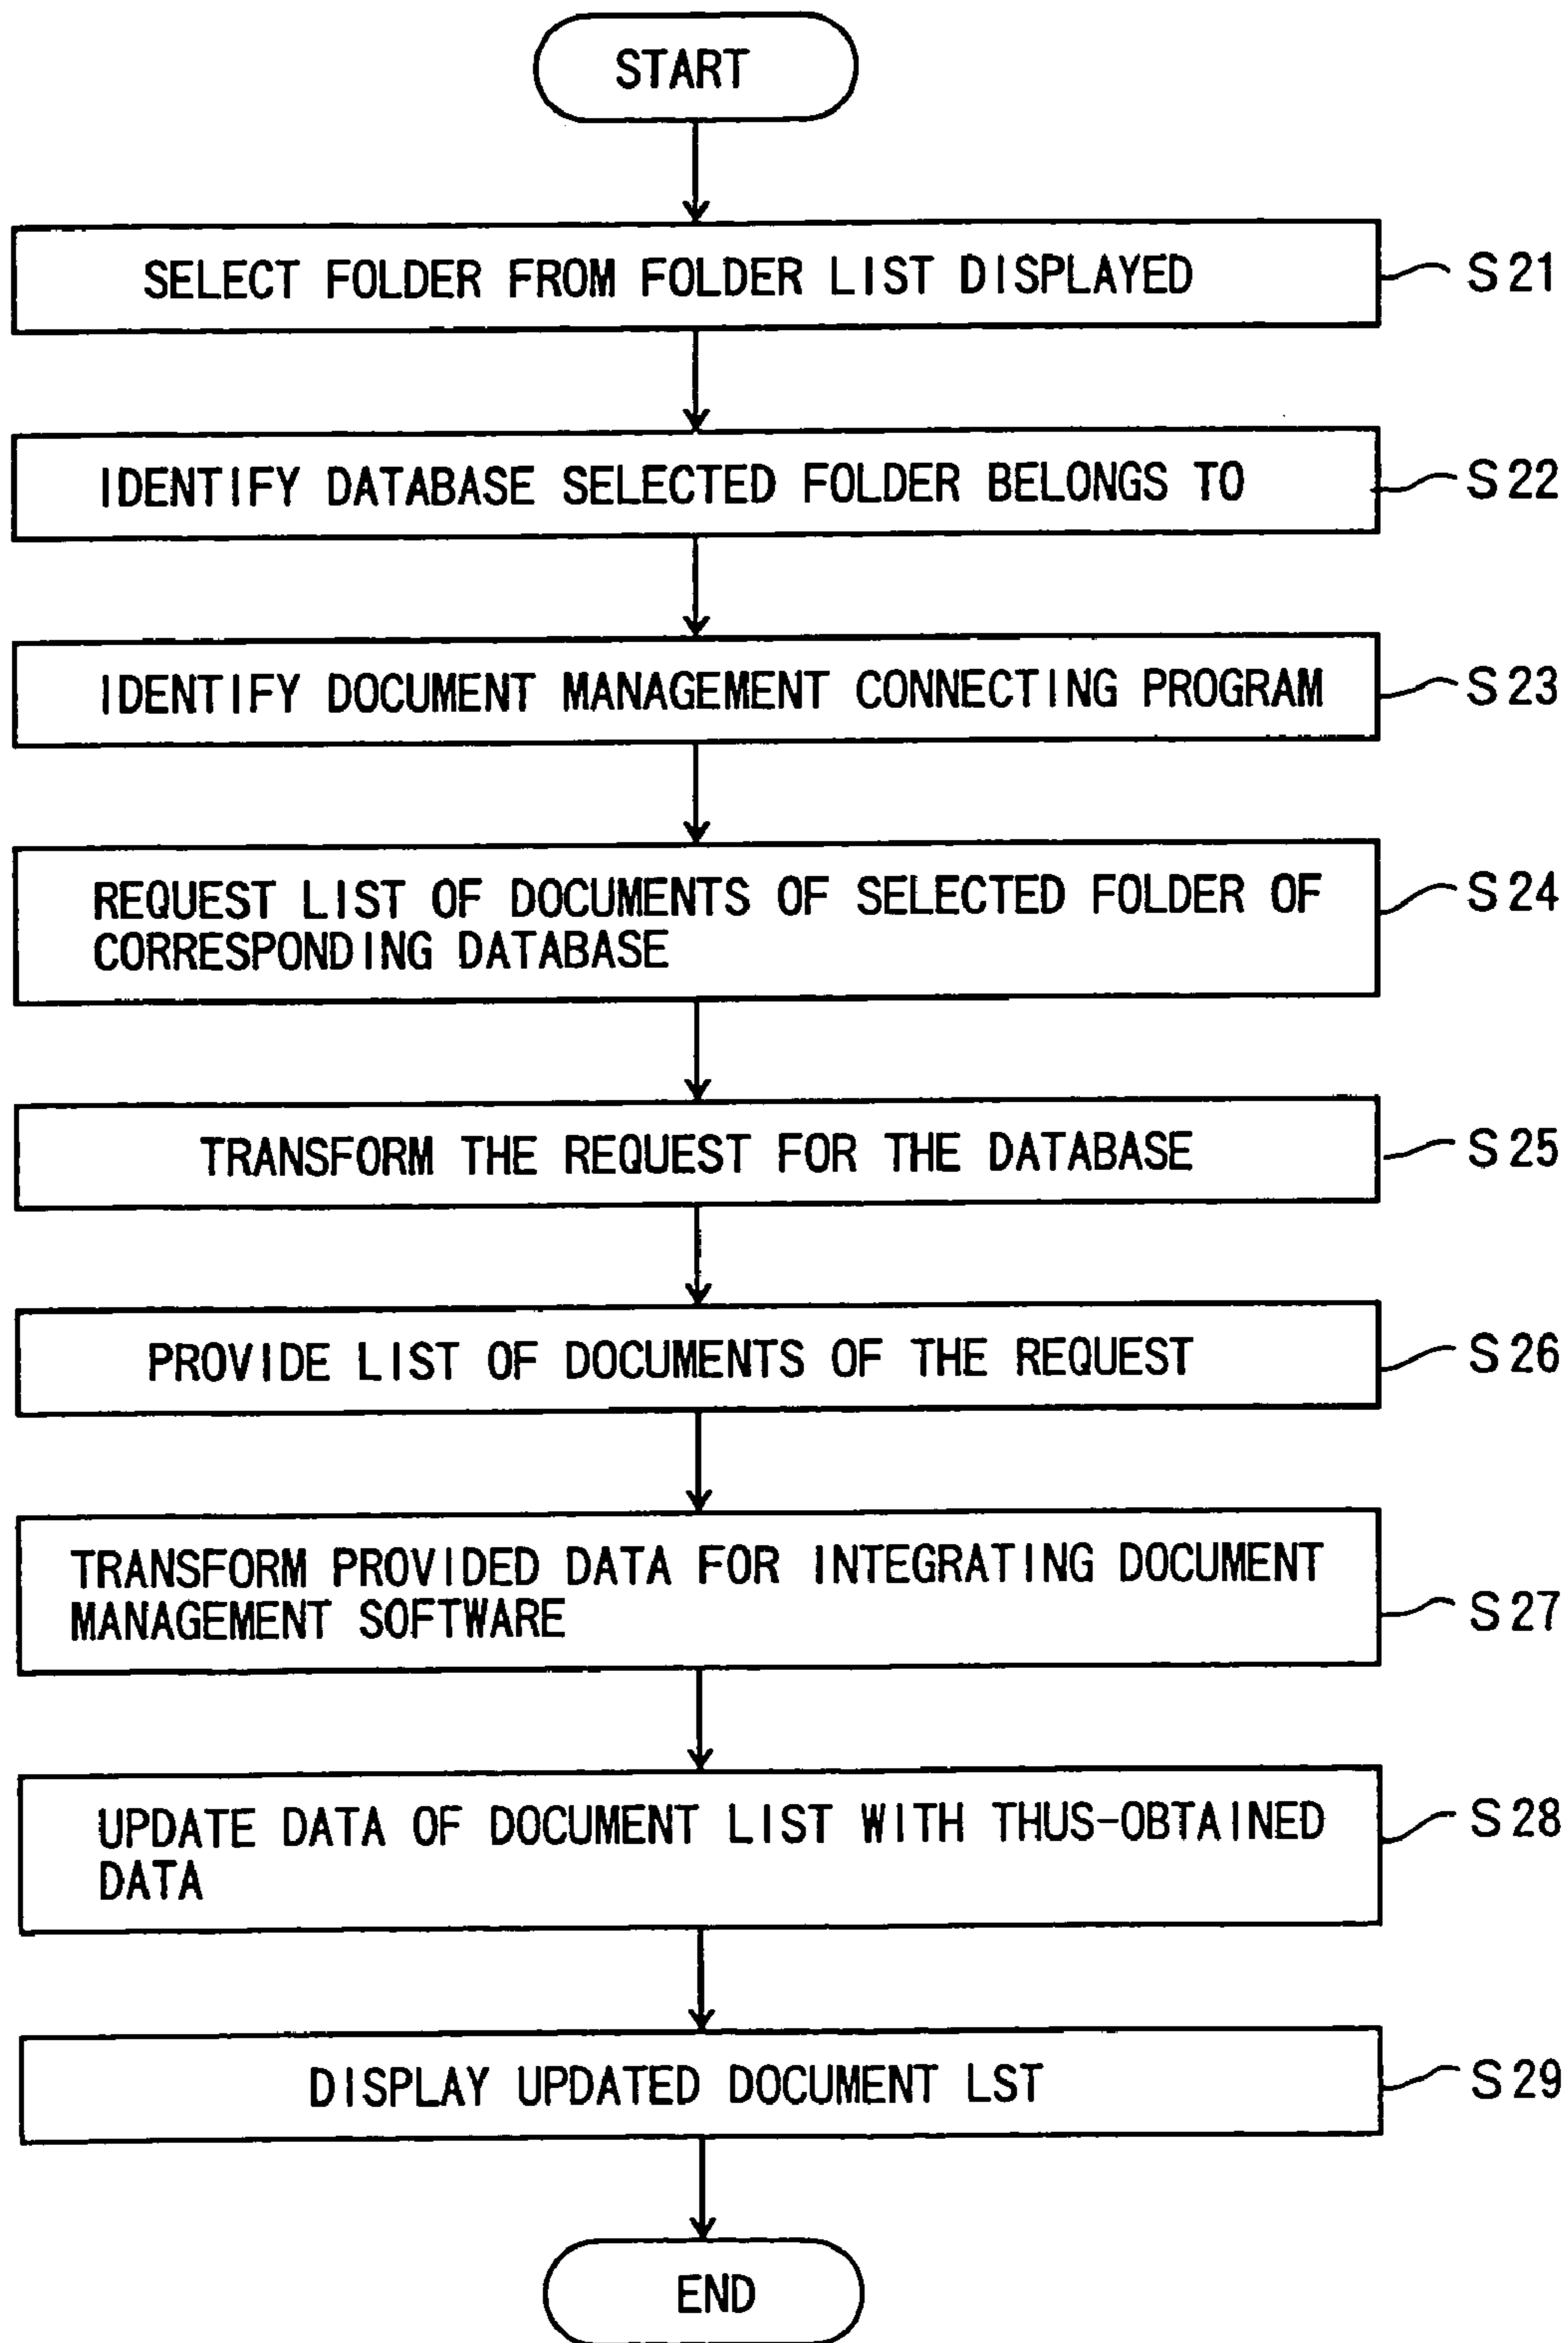 START
SELECT FOLDER FROM FOLDER LIST DISPLAYED
S21
IDENTIFY DATABASE SELECTED FOLDER BELONGS TO
S22
IDENTIFY DOCUMENT MANAGEMENT CONNECTING PROGRAM
S23
REQUEST LIST OF DOCUMENTS OF SELECTED FOLDER OF
CORRESPONDING DATABASE
S24
TRANSFORM THE REQUEST FOR THE DATABASE
S25
PROVIDE LIST OF DOCUMENTS OF THE REQUEST
S26
TRANSFORM PROVIDED DATA FOR INTEGRATING DOCUMENT
MANAGEMENT SOFTWARE
S27
UPDATE DATA OF DOCUMENT LIST WITH THUS-OBTAINED
DATA
S28
DISPLAY UPDATED DOCUMENT LST
S29
END